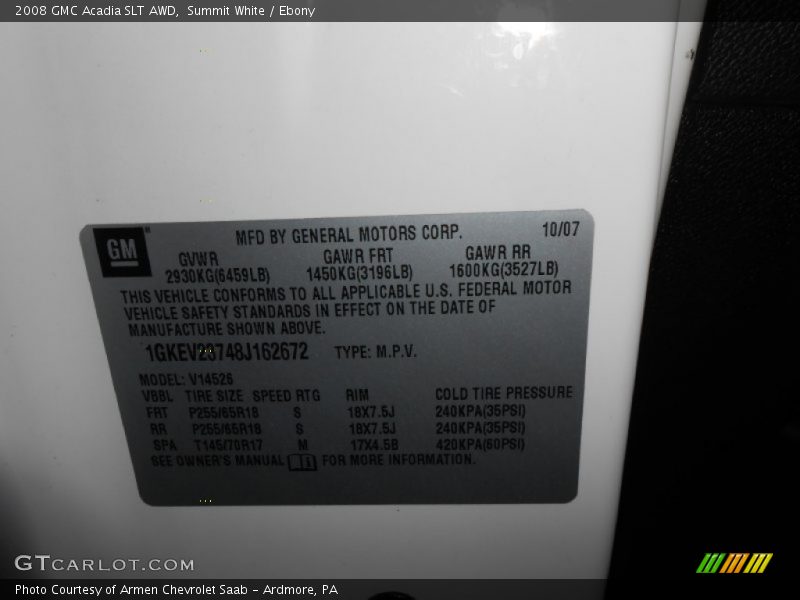 2008 GMC Acadia SLT AWD, Summit White / Ebony
GM
MFD BY GENERAL MOTORS CORP. 10/07
GVWR GAWR FRT GAWR RR
2930KG(6459LB) 1450KG(3196LB) 1600KG(3527LB)
THIS VEHICLE CONFORMS TO ALL APPLICABLE U.S. FEDERAL MOTOR
VEHICLE SAFETY STANDARDS IN EFFECT ON THE DATE OF
MANUFACTURE SHOWN ABOVE.
1GKEV23748J162672 TYPE: M.P.V.
MODEL: V14526
VBBL TIRE SIZE SPEED RTG RIM COLD TIRE PRESSURE
FRT P255/65R18 S 18X7.5J 240KPA(35PSI)
RR P255/65R18 S 18X7.5J 240KPA(35PSI)
SPA T145/70R17 M 17X4.5B 420KPA(60PSI)
SEE OWNER'S MANUAL FOR MORE INFORMATION.
GTCARLOT.COM
Photo Courtesy of Armen Chevrolet Saab - Ardmore, PA